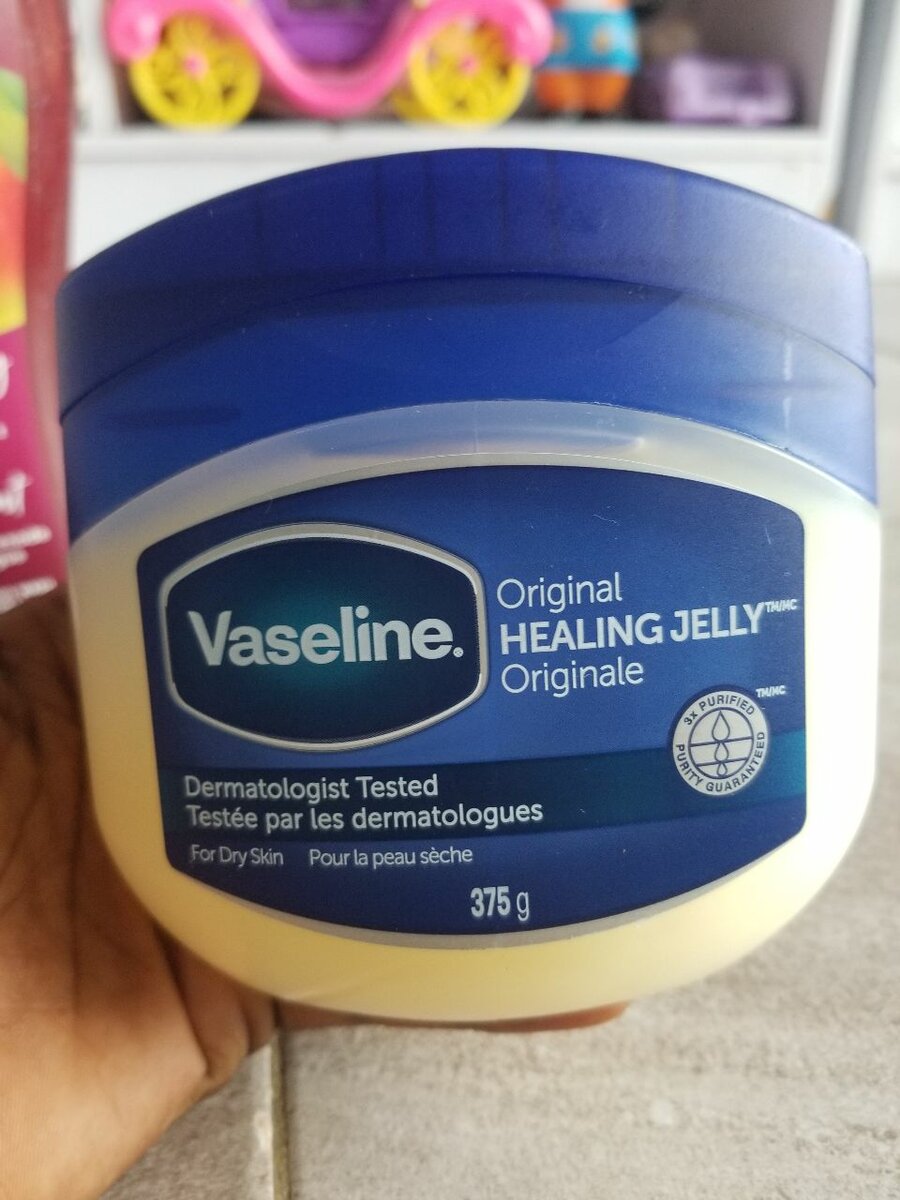 Vaseline.
Original
HEALING JELLY™/MC
Originale
3x PURIFIED
PURITY GUARANTEED
TM/MC
Dermatologist Tested
Testée par les dermatologues
For Dry Skin Pour la peau sèche
375 g